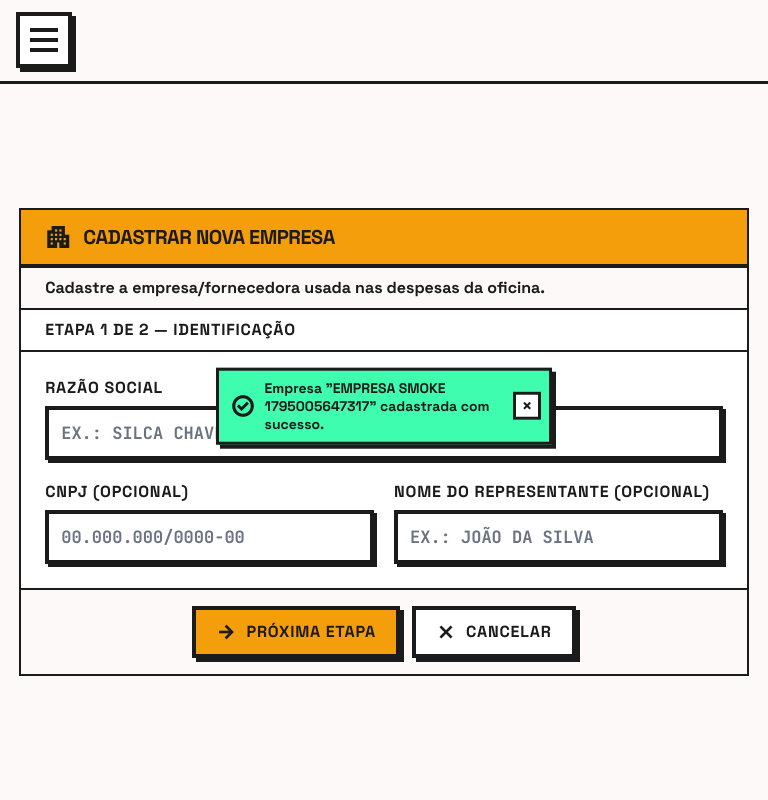 CADASTRAR NOVA EMPRESA
Cadastre a empresa/fornecedora usada nas despesas da oficina.
ETAPA 1 DE 2 — IDENTIFICAÇÃO
RAZÃO SOCIAL
Empresa "EMPRESA SMOKE
1795005647317" cadastrada com
sucesso.
×
EX.: SILCA CHAV
CNPJ (OPCIONAL)
NOME DO REPRESENTANTE (OPCIONAL)
00.000.000/0000-00
EX.: JOÃO DA SILVA
→ PRÓXIMA ETAPA
✕ CANCELAR